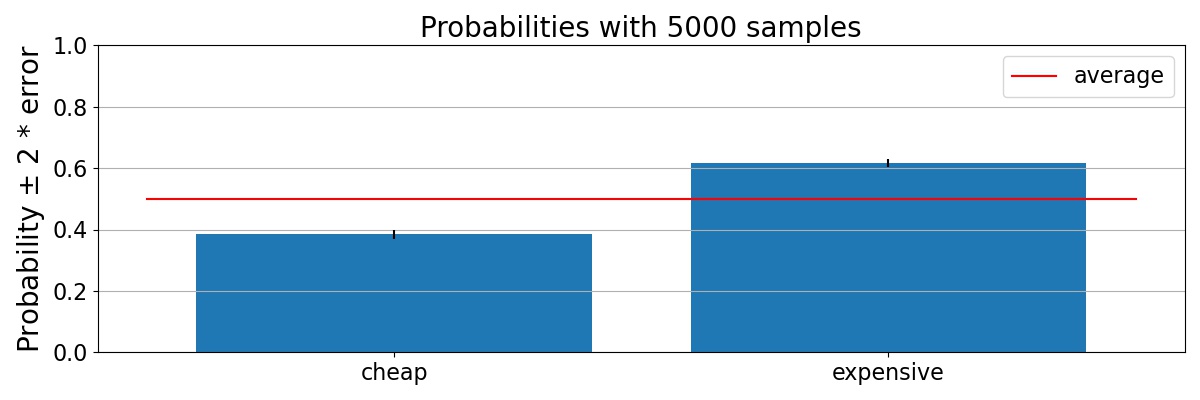 Probabilities with 5000 samples
Probability ± 2 * error
1.0
0.8
0.6
0.4
0.2
0.0
average
cheap
expensive